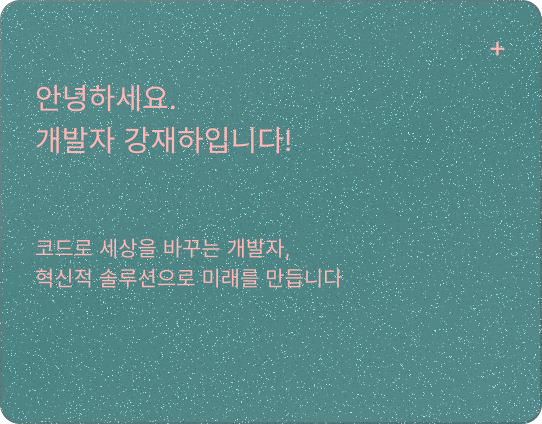 +
안녕하세요.
개발자 강재하입니다!
코드로 세상을 바꾸는 개발자,
혁신적 솔루션으로 미래를 만듭니다